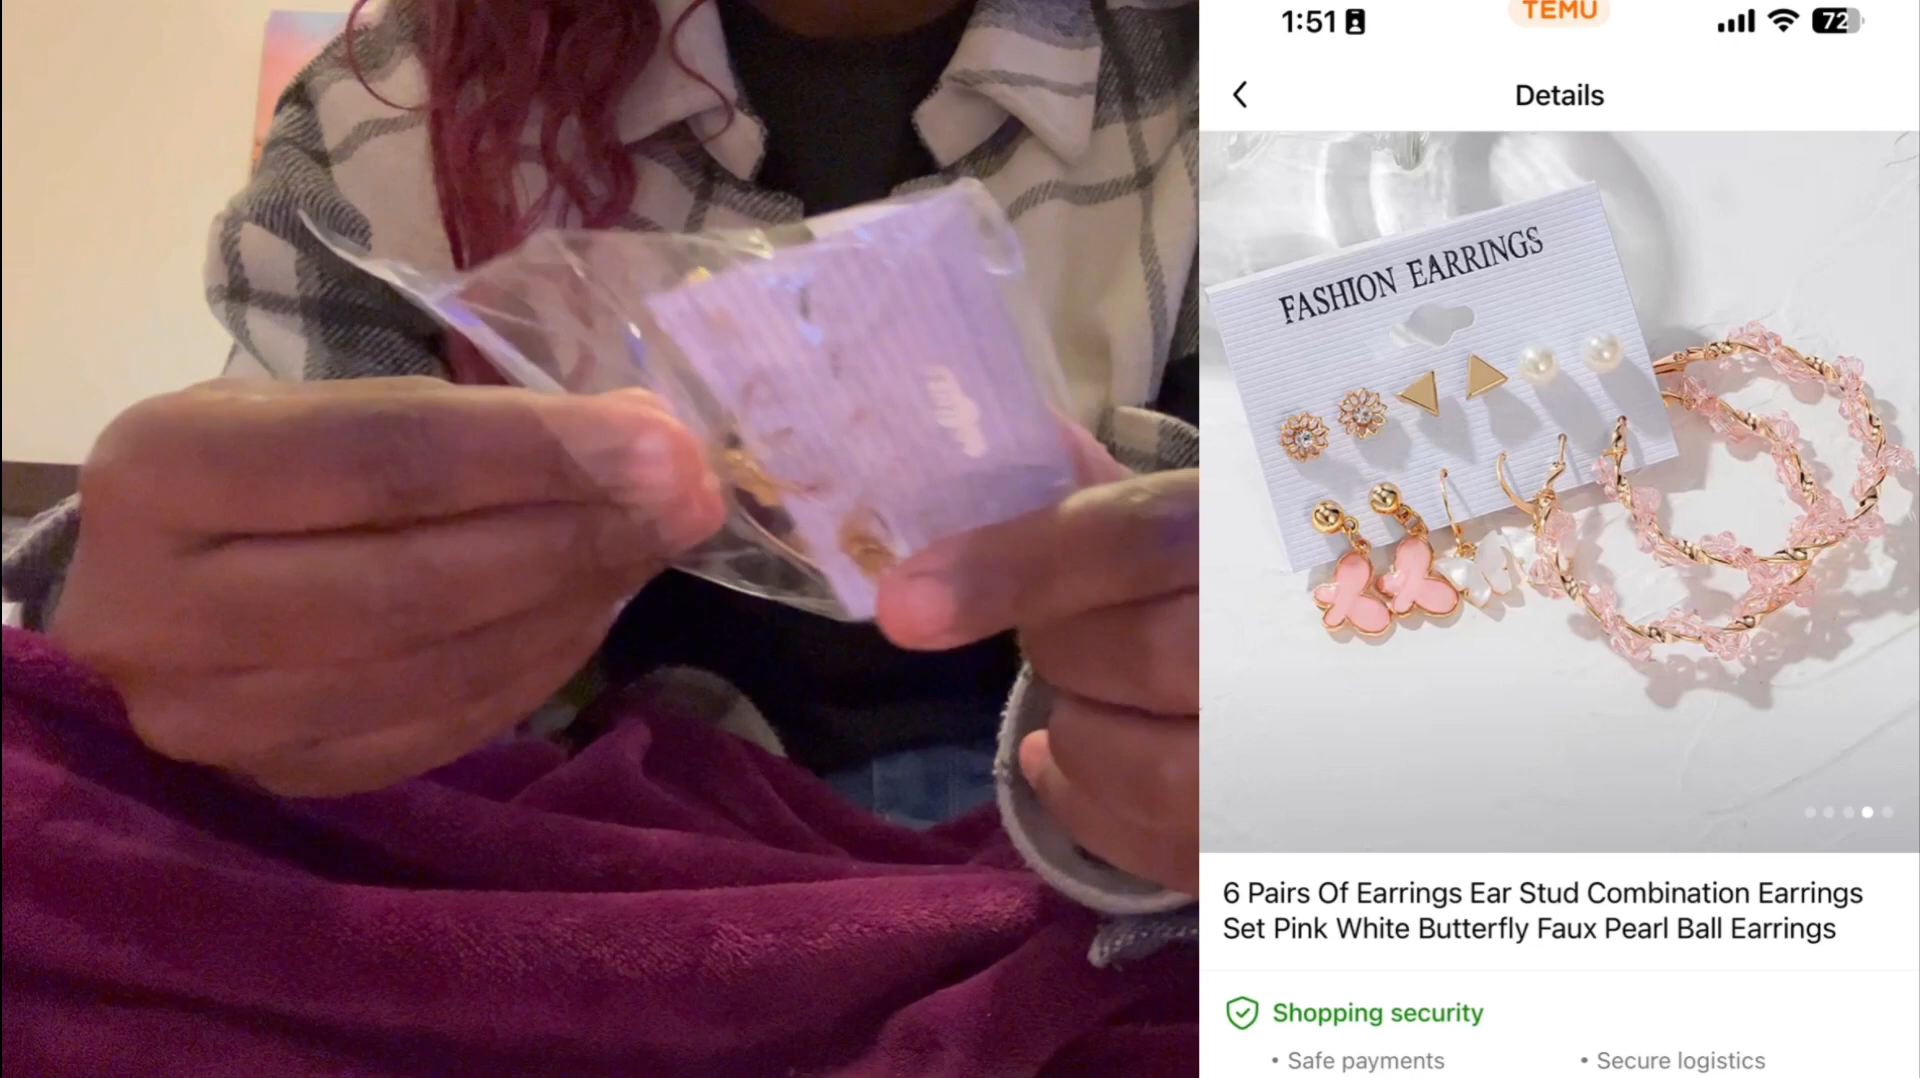 1:51
TEMU
72
Details
FASHION EARRINGS
6 Pairs Of Earrings Ear Stud Combination Earrings
Set Pink White Butterfly Faux Pearl Ball Earrings
Shopping security
• Safe payments
• Secure logistics